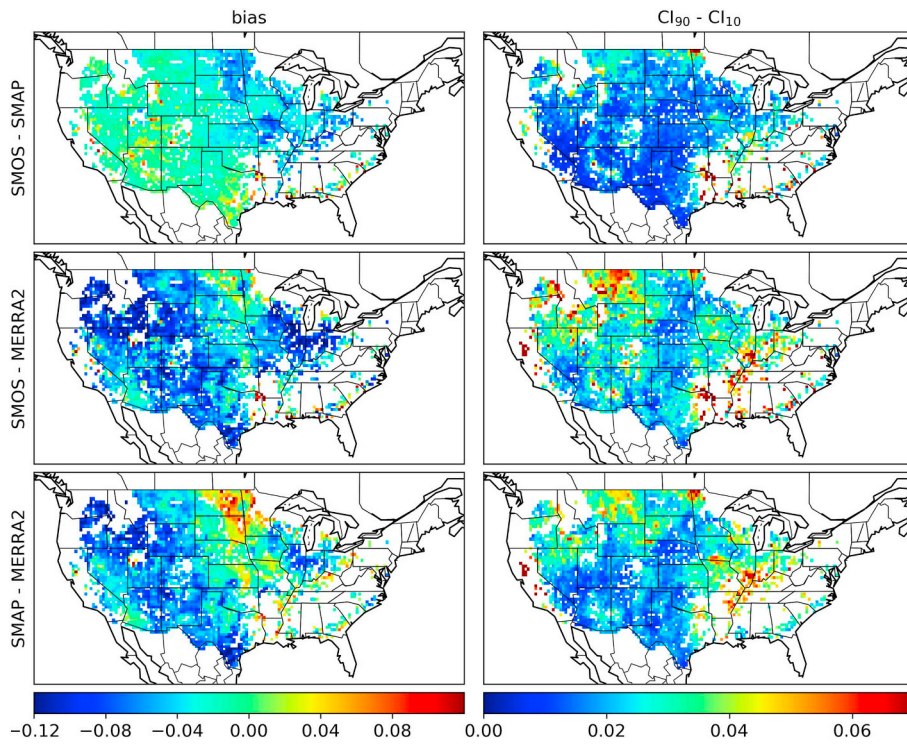 bias
CI₉₀ - CI₁₀
SMOS - SMAP
SMOS - MERRA2
SMAP - MERRA2
−0.12 −0.08 −0.04 0.00 0.04 0.08
0.00 0.02 0.04 0.06